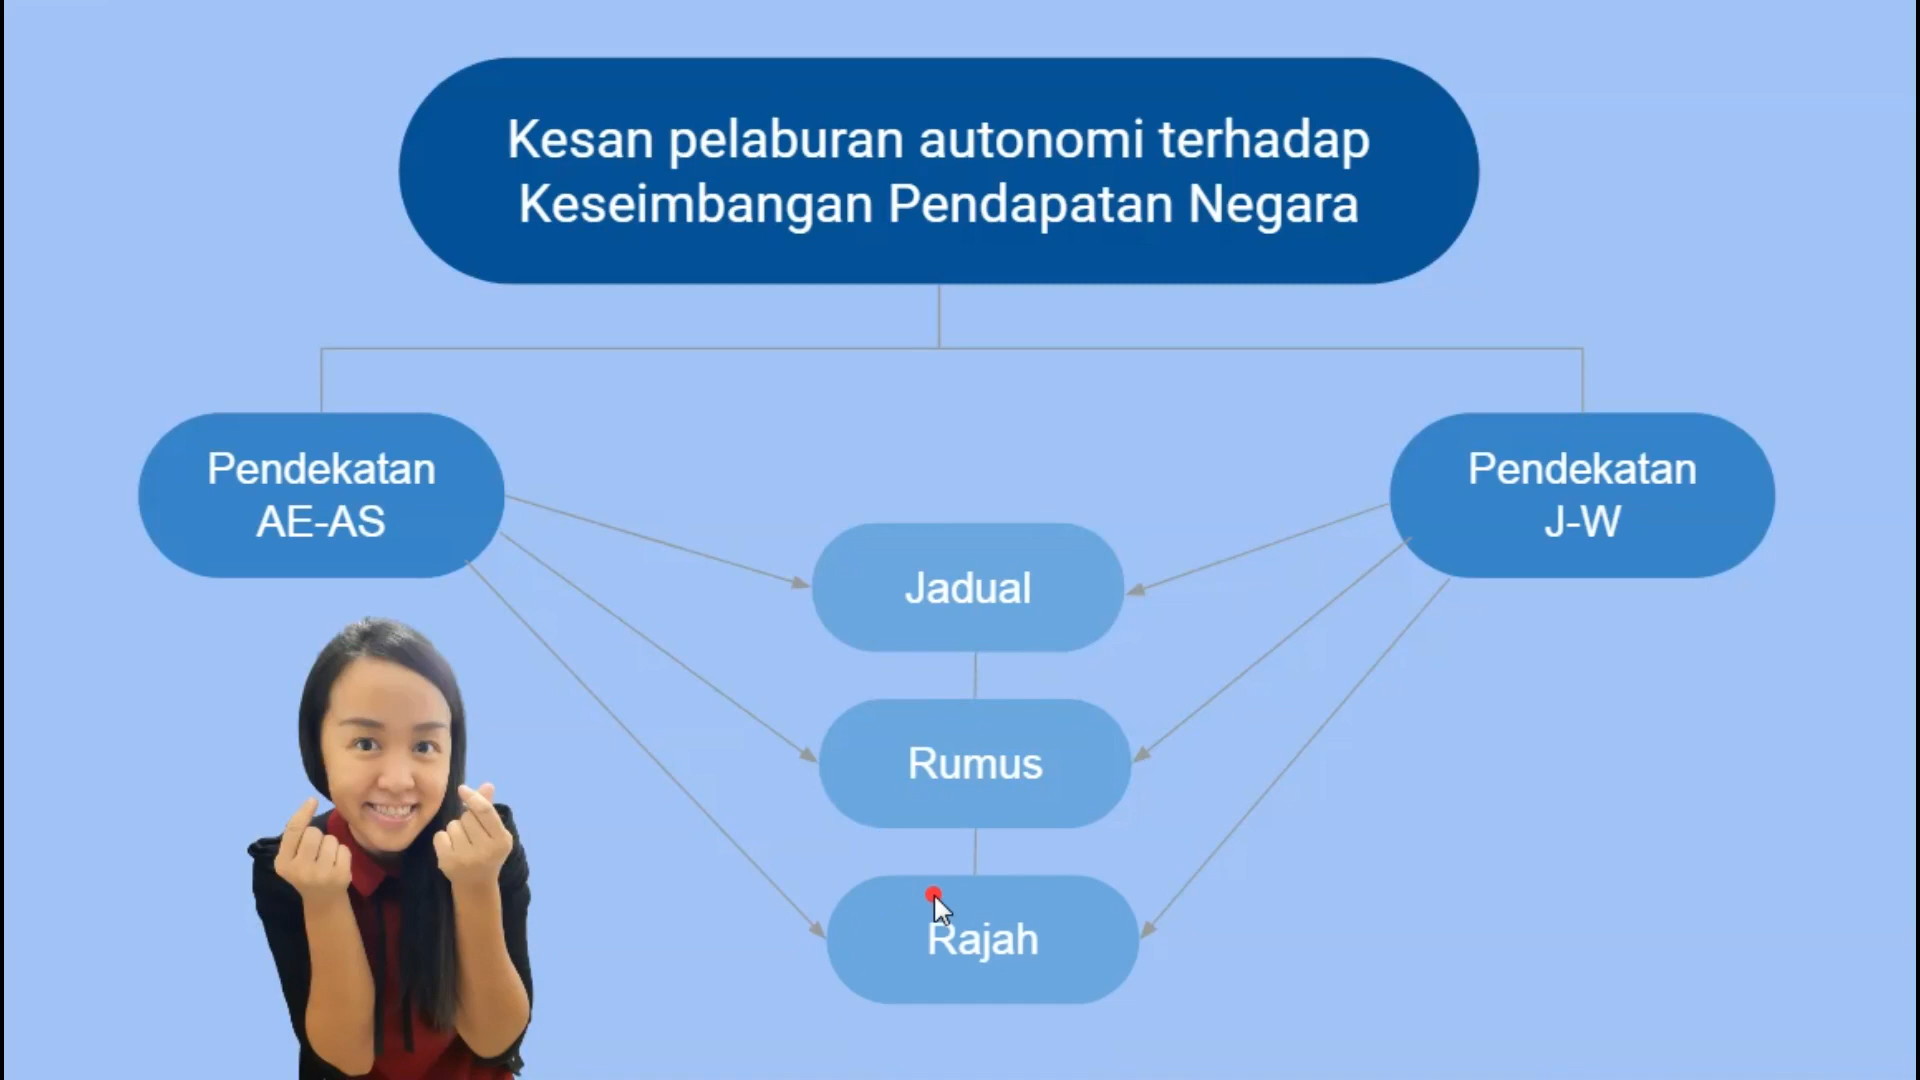 Kesan pelaburan autonomi terhadap
Keseimbangan Pendapatan Negara
Pendekatan
AE-AS
Pendekatan
J-W
Jadual
Rumus
Rajah